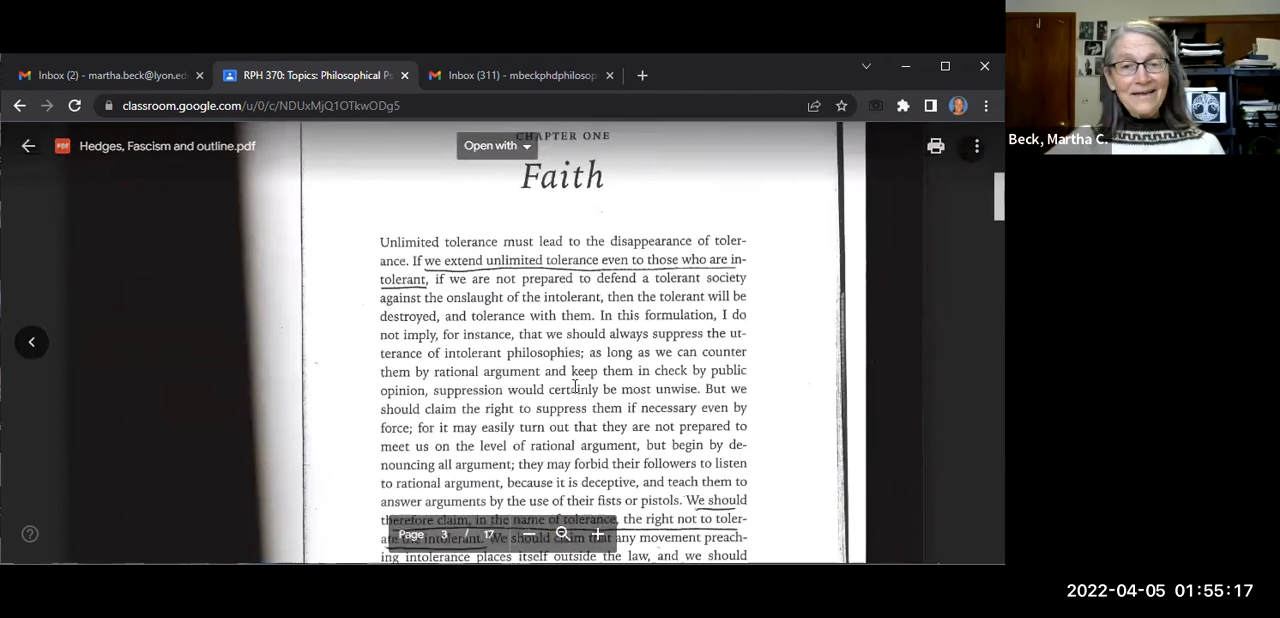 Inbox (2) - martha.beck@lyon.ed
RPH 370: Topics: Philosophical Ps
Inbox (311) - mbeckphdphilosop
classroom.google.com/u/0/c/NDUxMjQ1OTkwODg5
Hedges, Fascism and outline.pdf
Open with
CHAPTER ONE
Faith
Unlimited tolerance must lead to the disappearance of toler-
ance. If we extend unlimited tolerance even to those who are in-
tolerant, if we are not prepared to defend a tolerant society
against the onslaught of the intolerant, then the tolerant will be
destroyed, and tolerance with them. In this formulation, I do
not imply, for instance, that we should always suppress the ut-
terance of intolerant philosophies; as long as we can counter
them by rational argument and keep them in check by public
opinion, suppression would certainly be most unwise. But we
should claim the right to suppress them if necessary even by
force; for it may easily turn out that they are not prepared to
meet us on the level of rational argument, but begin by de-
nouncing all argument; they may forbid their followers to listen
to rational argument, because it is deceptive, and teach them to
answer arguments by the use of their fists or pistols. We should
therefore claim, in the name of tolerance, the right not to toler-
ate the intolerant. We should claim that any movement preach-
ing intolerance places itself outside the law, and we should
Page 3 / 17
Beck, Martha C.
2022-04-05 01:55:17